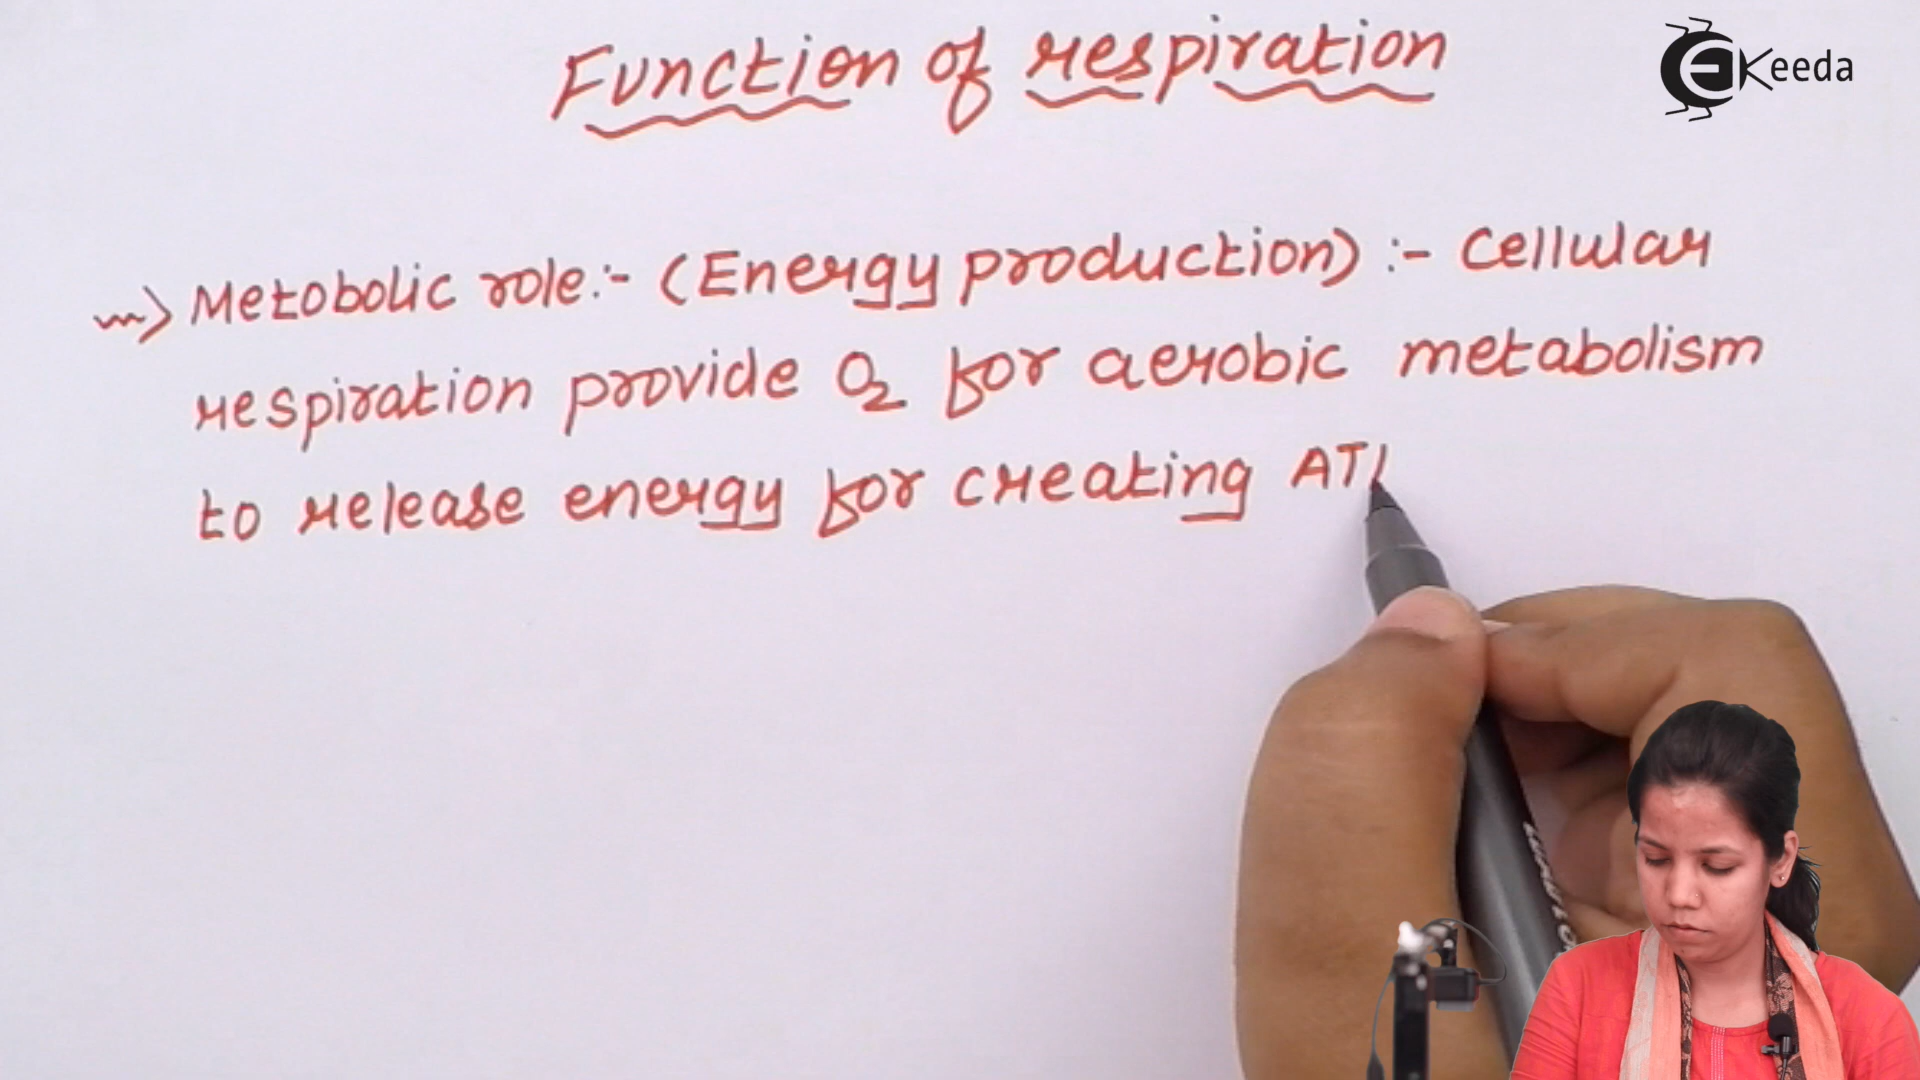 Function of respiration
EKeeda
Metobolic role:- (Energy production) :- Cellular
respiration provide O2 for aerobic metabolism
to release energy for creating AT